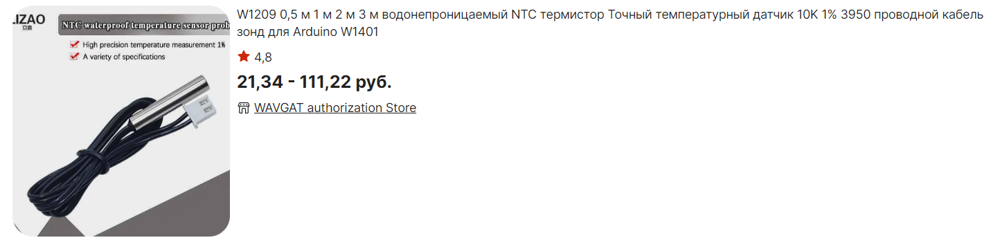 W1209 0,5 м 1 м 2 м 3 м водонепроницаемый NTC термистор Точный температурный датчик 10K 1% 3950 проводной кабель
зонд для Arduino W1401
4,8
21,34 - 111,22 руб.
WAVGAT authorization Store
LIZAO
NTC waterproof temperature sensor prob
High precision temperature measurement 1%
A variety of specifications